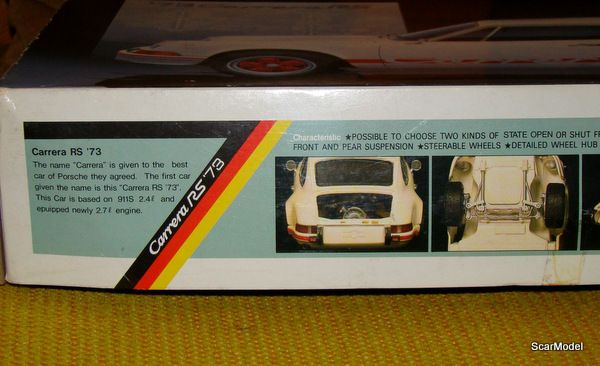 Carrera RS '73
The name "Carrera" is given to the best
car of Porsche they agreed. The first car
given the name is this "Carrera RS '73".
This Car is based on 911S 2.4ℓ and
epuipped newly 2.7ℓ engine.
Carrera RS '73
Characteristic ★POSSIBLE TO CHOOSE TWO KINDS OF STATE OPEN OR SHUT
FRONT AND PEAR SUSPENSION ★STEERABLE WHEELS ★DETAILED WHEEL HUB
ScarModel